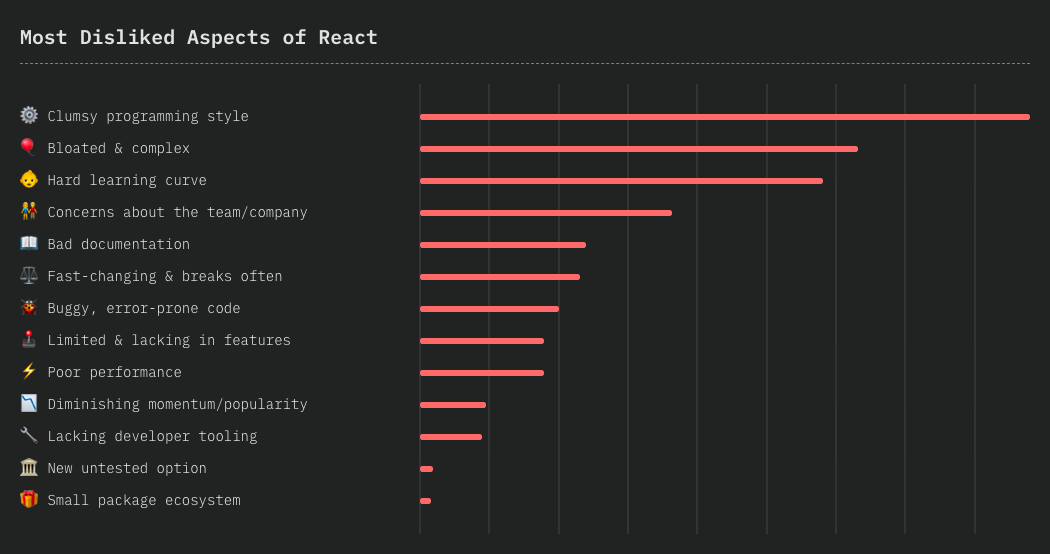 Most Disliked Aspects of React
Clumsy programming style
Bloated & complex
Hard learning curve
Concerns about the team/company
Bad documentation
Fast-changing & breaks often
Buggy, error-prone code
Limited & lacking in features
Poor performance
Diminishing momentum/popularity
Lacking developer tooling
New untested option
Small package ecosystem